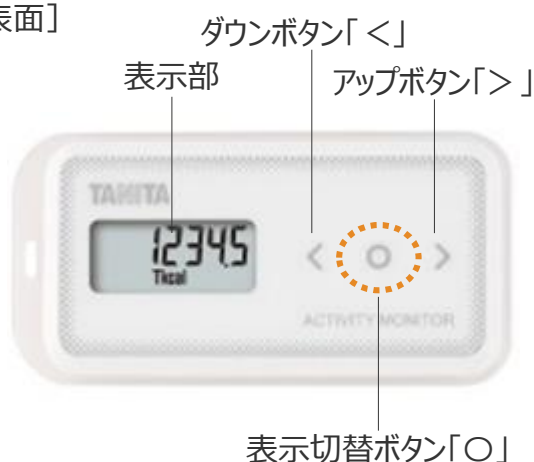 表面]
ダウンボタン「<」
表示部
アップボタン「>」
TANITA
12345
Tkcal
< ○ >
ACTIVITY MONITOR
表示切替ボタン「○」